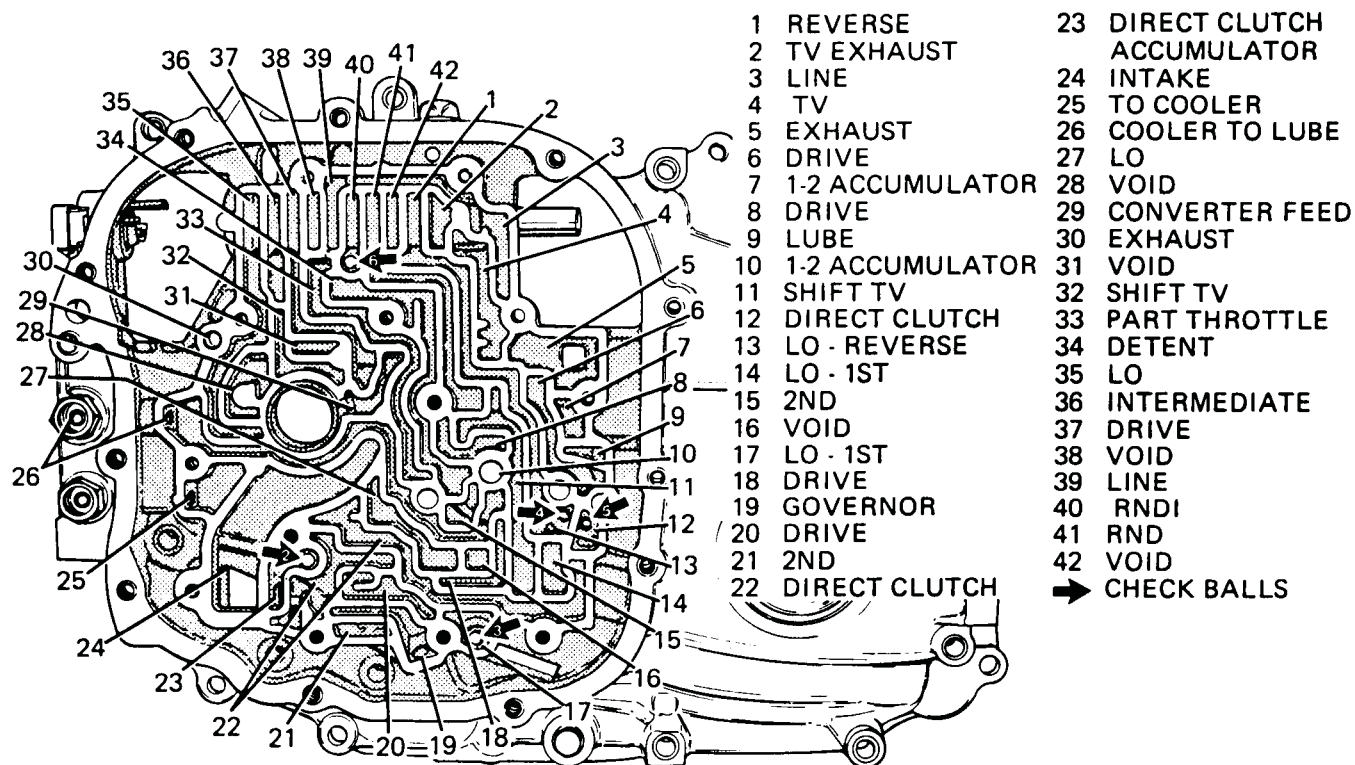 1 REVERSE
2 TV EXHAUST
3 LINE
4 TV
5 EXHAUST
6 DRIVE
7 1-2 ACCUMULATOR
8 DRIVE
9 LUBE
10 1-2 ACCUMULATOR
11 SHIFT TV
12 DIRECT CLUTCH
13 LO - REVERSE
14 LO - 1ST
15 2ND
16 VOID
17 LO - 1ST
18 DRIVE
19 GOVERNOR
20 DRIVE
21 2ND
22 DIRECT CLUTCH
23 DIRECT CLUTCH
ACCUMULATOR
24 INTAKE
25 TO COOLER
26 COOLER TO LUBE
27 LO
28 VOID
29 CONVERTER FEED
30 EXHAUST
31 VOID
32 SHIFT TV
33 PART THROTTLE
34 DETENT
35 LO
36 INTERMEDIATE
37 DRIVE
38 VOID
39 LINE
40 RNDI
41 RND
42 VOID
CHECK BALLS
36
37
38
39
40
41
42
1
2
3
4
5
6
7
8
9
10
11
12
13
14
15
16
17
18
19
20
21
22
23
24
25
26
27
28
29
30
31
32
33
34
35
6
4
5
2
3